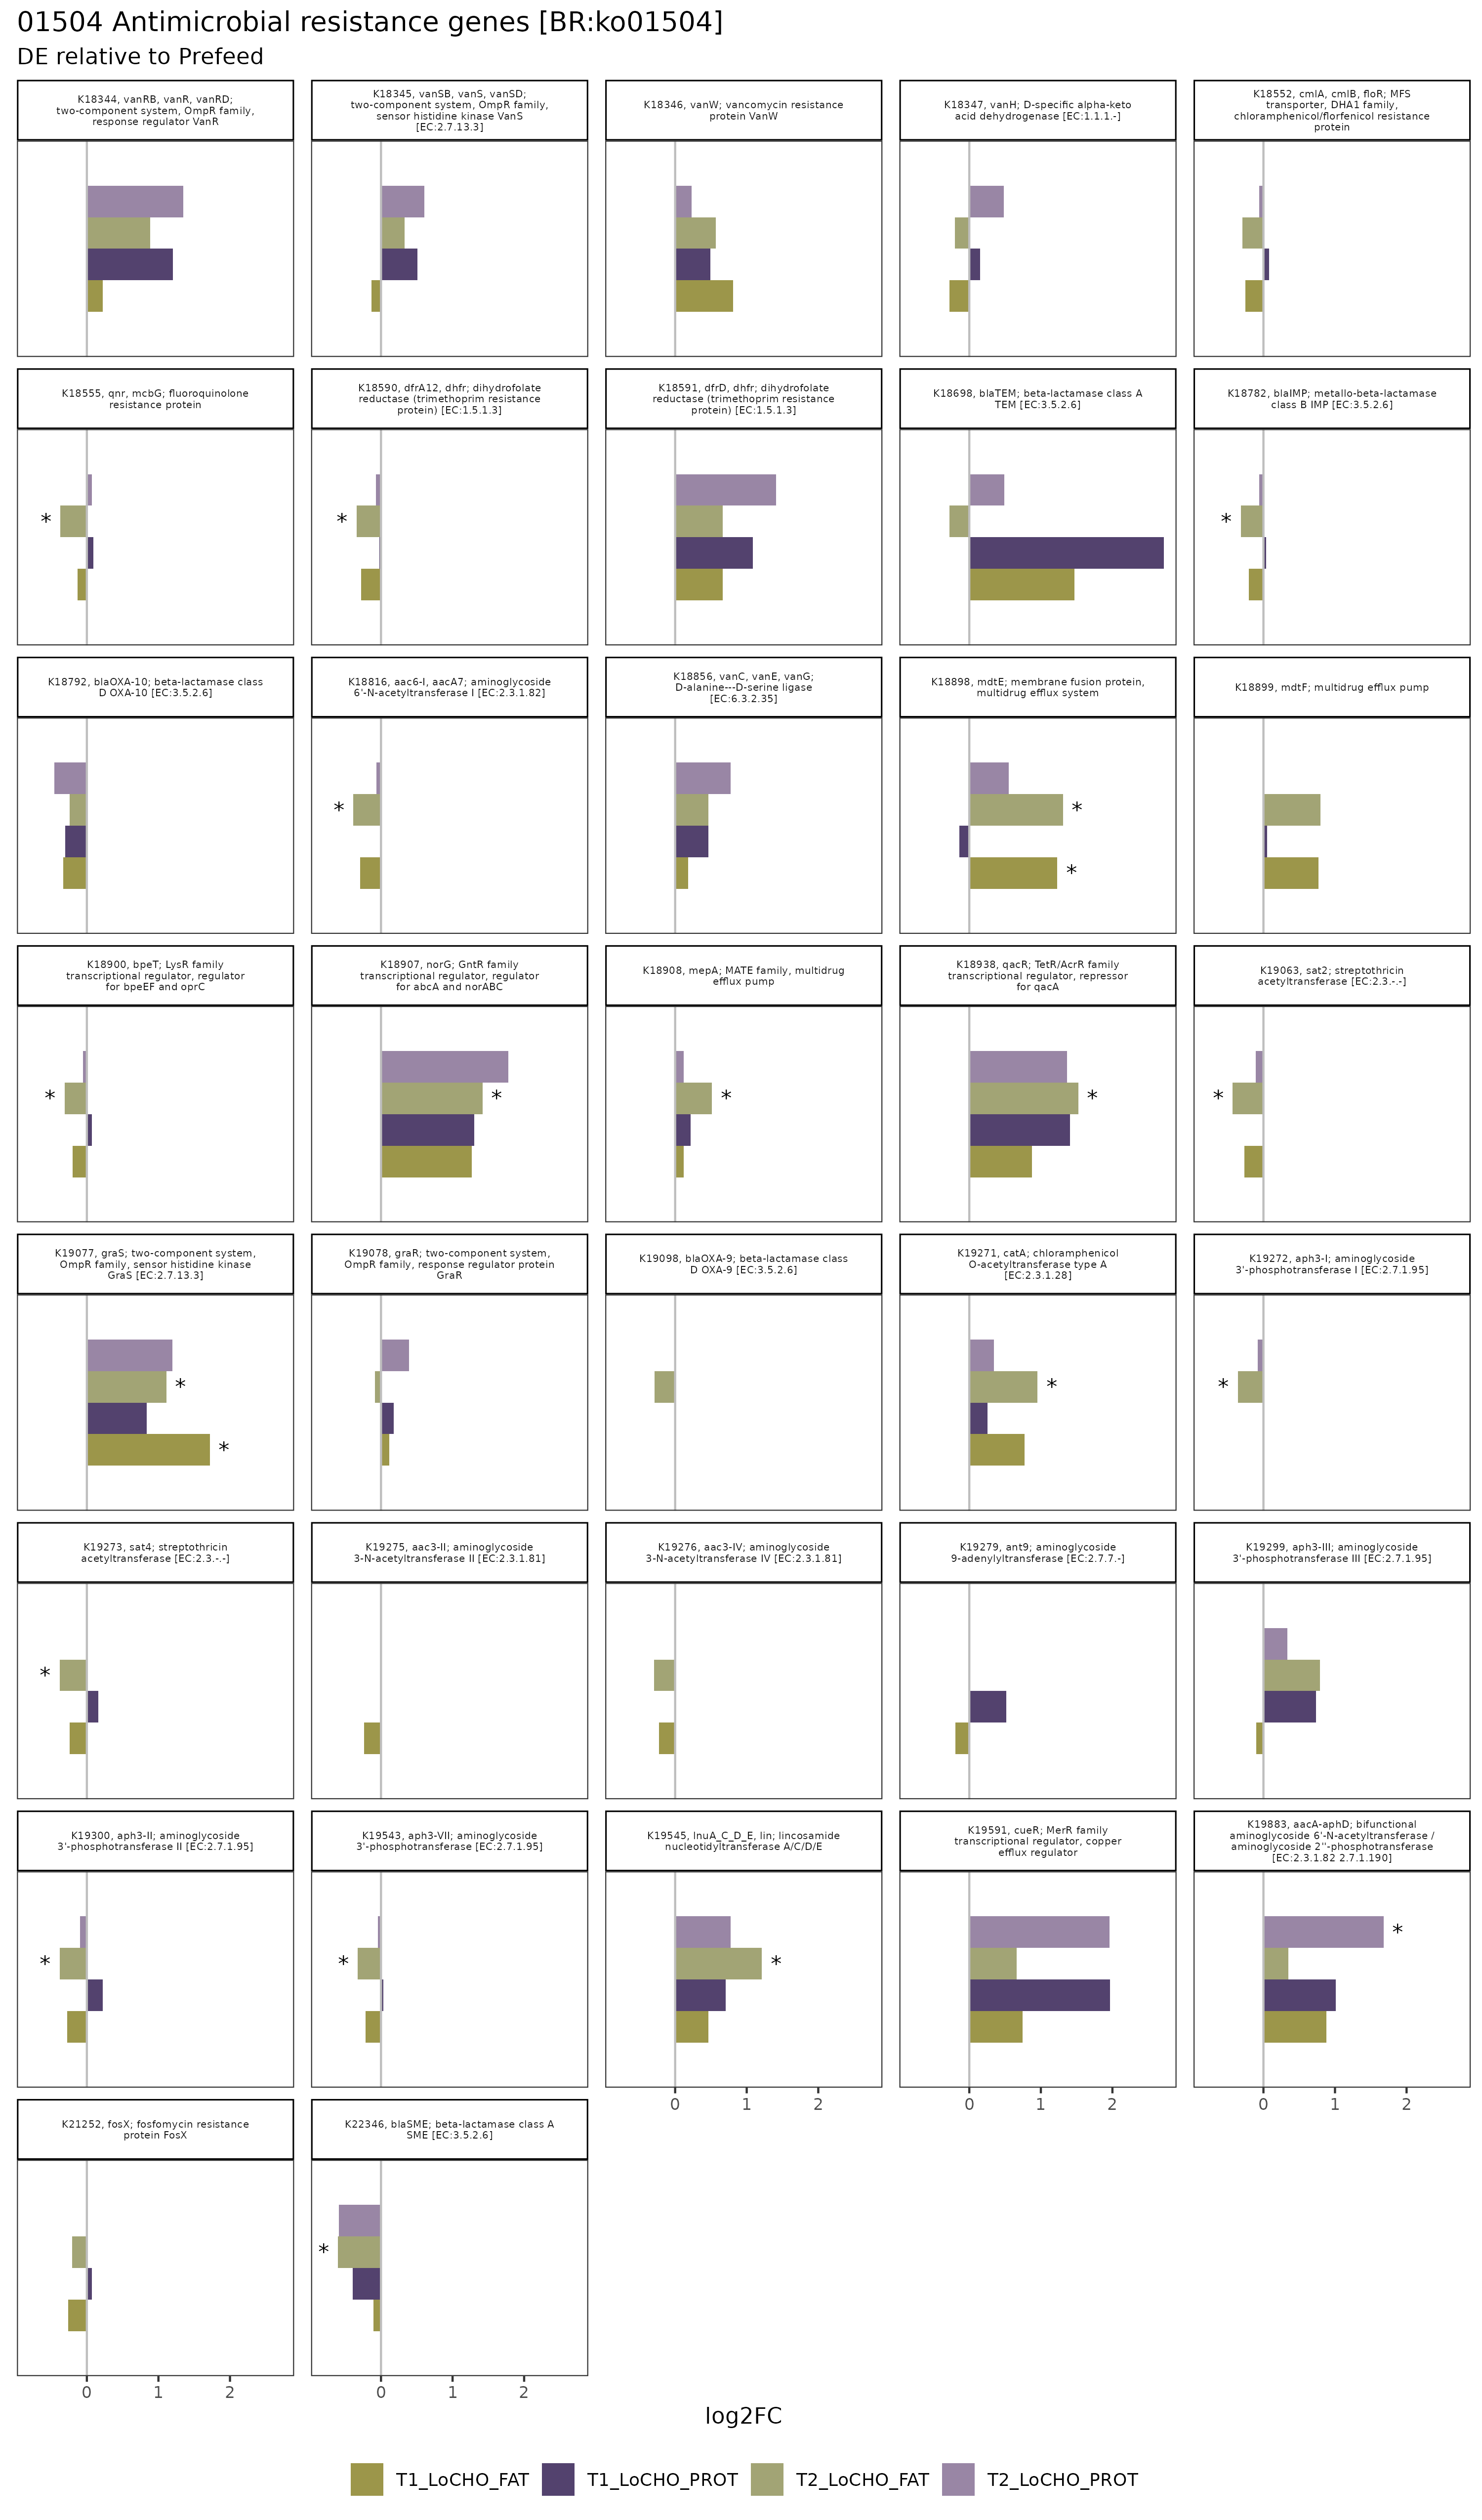 01504 Antimicrobial resistance genes [BR:ko01504]
DE relative to Prefeed
K18344, vanRB, vanR, vanRD;
two-component system, OmpR family,
response regulator VanR
K18345, vanSB, vanS, vanSD;
two-component system, OmpR family,
sensor histidine kinase VanS
[EC:2.7.13.3]
K18346, vanW; vancomycin resistance
protein VanW
K18347, vanH; D-specific alpha-keto
acid dehydrogenase [EC:1.1.1.-]
K18552, cmlA, cmlB, floR; MFS
transporter, DHA1 family,
chloramphenicol/florfenicol resistance
protein
K18555, qnr, mcbG; fluoroquinolone
resistance protein
K18590, dfrA12, dhfr; dihydrofolate
reductase (trimethoprim resistance
protein) [EC:1.5.1.3]
K18591, dfrD, dhfr; dihydrofolate
reductase (trimethoprim resistance
protein) [EC:1.5.1.3]
K18698, blaTEM; beta-lactamase class A
TEM [EC:3.5.2.6]
K18782, blaIMP; metallo-beta-lactamase
class B IMP [EC:3.5.2.6]
*
*
*
K18792, blaOXA-10; beta-lactamase class
D OXA-10 [EC:3.5.2.6]
K18816, aac6-I, aacA7; aminoglycoside
6'-N-acetyltransferase I [EC:2.3.1.82]
K18856, vanC, vanE, vanG;
D-alanine---D-serine ligase
[EC:6.3.2.35]
K18898, mdtE; membrane fusion protein,
multidrug efflux system
K18899, mdtF; multidrug efflux pump
*
*
*
K18900, bpeT; LysR family
transcriptional regulator, regulator
for bpeEF and oprC
K18907, norG; GntR family
transcriptional regulator, regulator
for abcA and norABC
K18908, mepA; MATE family, multidrug
efflux pump
K18938, qacR; TetR/AcrR family
transcriptional regulator, repressor
for qacA
K19063, sat2; streptothricin
acetyltransferase [EC:2.3.-.-]
*
*
*
*
*
K19077, graS; two-component system,
OmpR family, sensor histidine kinase
GraS [EC:2.7.13.3]
K19078, graR; two-component system,
OmpR family, response regulator protein
GraR
K19098, blaOXA-9; beta-lactamase class
D OXA-9 [EC:3.5.2.6]
K19271, catA; chloramphenicol
O-acetyltransferase type A
[EC:2.3.1.28]
K19272, aph3-I; aminoglycoside
3'-phosphotransferase I [EC:2.7.1.95]
*
*
*
*
K19273, sat4; streptothricin
acetyltransferase [EC:2.3.-.-]
K19275, aac3-II; aminoglycoside
3-N-acetyltransferase II [EC:2.3.1.81]
K19276, aac3-IV; aminoglycoside
3-N-acetyltransferase IV [EC:2.3.1.81]
K19279, ant9; aminoglycoside
9-adenylyltransferase [EC:2.7.7.-]
K19299, aph3-III; aminoglycoside
3'-phosphotransferase III [EC:2.7.1.95]
*
K19300, aph3-II; aminoglycoside
3'-phosphotransferase II [EC:2.7.1.95]
K19543, aph3-VII; aminoglycoside
3'-phosphotransferase [EC:2.7.1.95]
K19545, lnuA_C_D_E, lin; lincosamide
nucleotidyltransferase A/C/D/E
K19591, cueR; MerR family
transcriptional regulator, copper
efflux regulator
K19883, aacA-aphD; bifunctional
aminoglycoside 6'-N-acetyltransferase /
aminoglycoside 2''-phosphotransferase
[EC:2.3.1.82 2.7.1.190]
*
*
*
*
0 1 2
0 1 2
0 1 2
K21252, fosX; fosfomycin resistance
protein FosX
K22346, blaSME; beta-lactamase class A
SME [EC:3.5.2.6]
*
0 1 2
0 1 2
log2FC
T1_LoCHO_FAT
T1_LoCHO_PROT
T2_LoCHO_FAT
T2_LoCHO_PROT